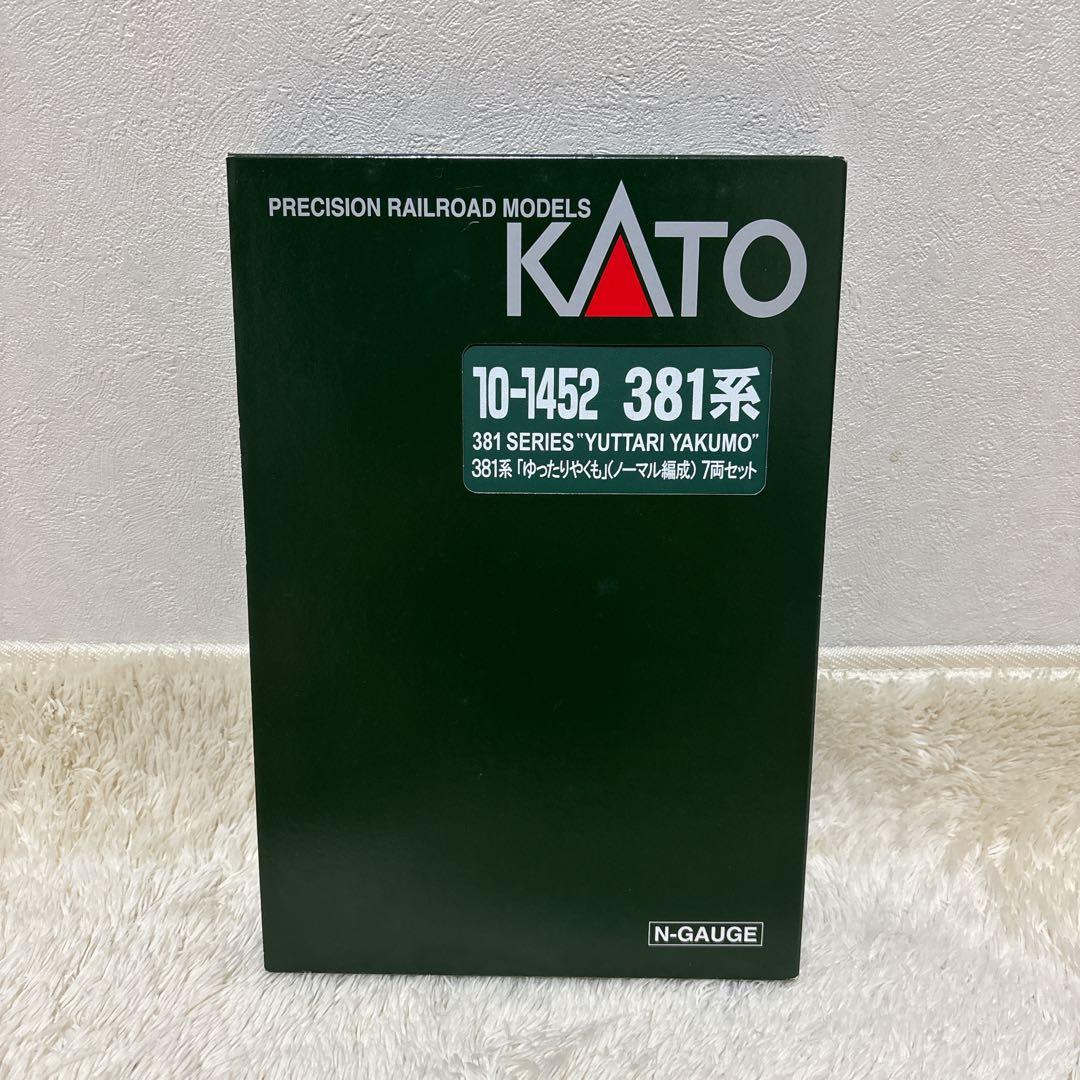 PRECISION RAILROAD MODELS
KATO
10-1452 381系
381 SERIES "YUTTARI YAKUMO"
381系「ゆったりやくも」(ノーマル編成) 7両セット
N-GAUGE